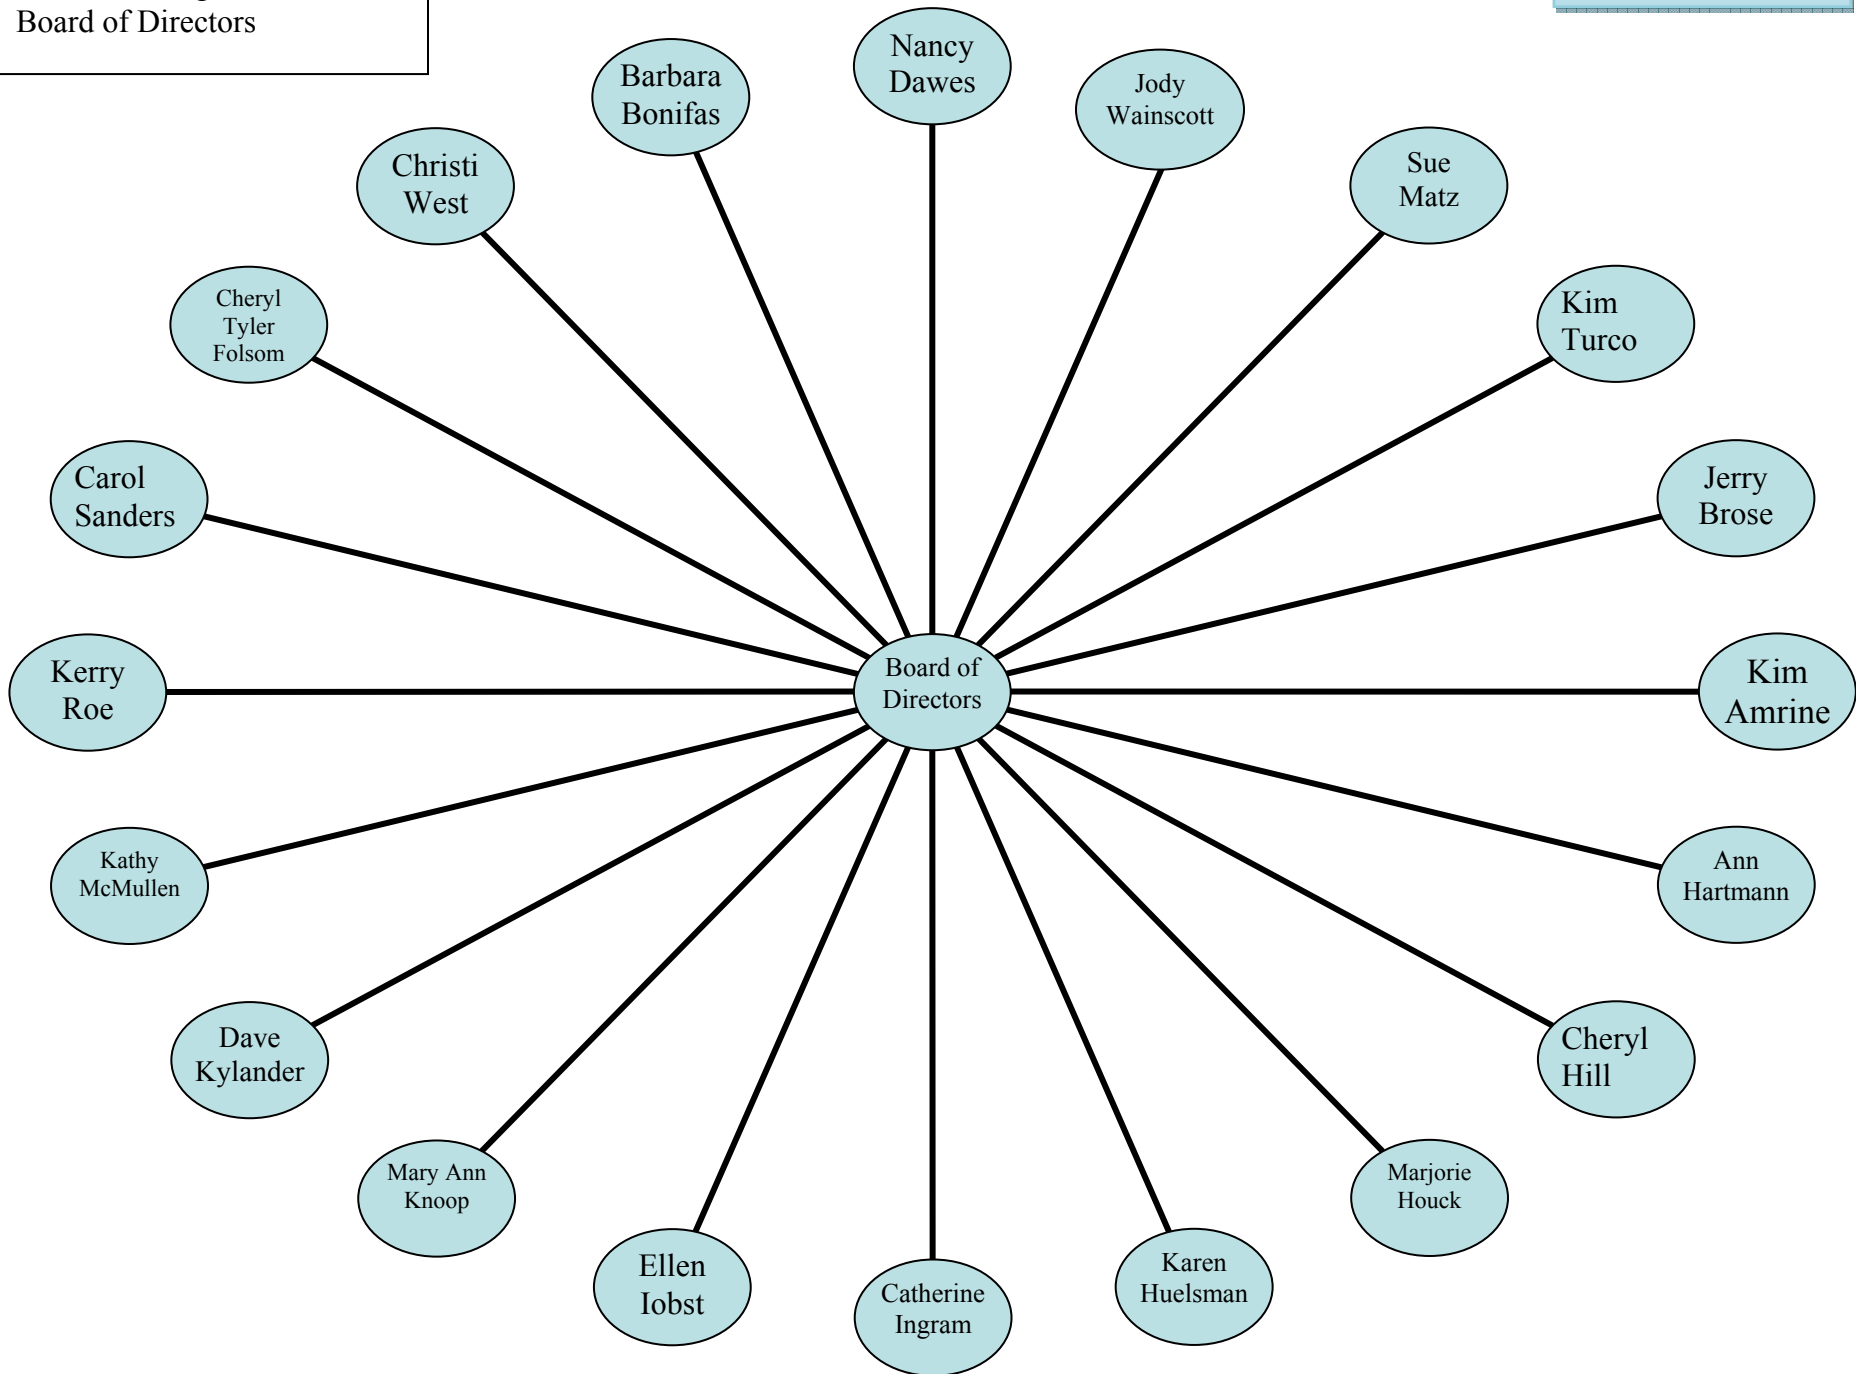 Board of Directors
Nancy
Dawes
Barbara
Bonifas
Jody
Wainscott
Christi
West
Sue
Matz
Cheryl
Tyler
Folsom
Kim
Turco
Carol
Sanders
Jerry
Brose
Kerry
Roe
Board of
Directors
Kim
Amrine
Kathy
McMullen
Ann
Hartmann
Dave
Kylander
Cheryl
Hill
Mary Ann
Knoop
Marjorie
Houck
Ellen
Iobst
Catherine
Ingram
Karen
Huelsman